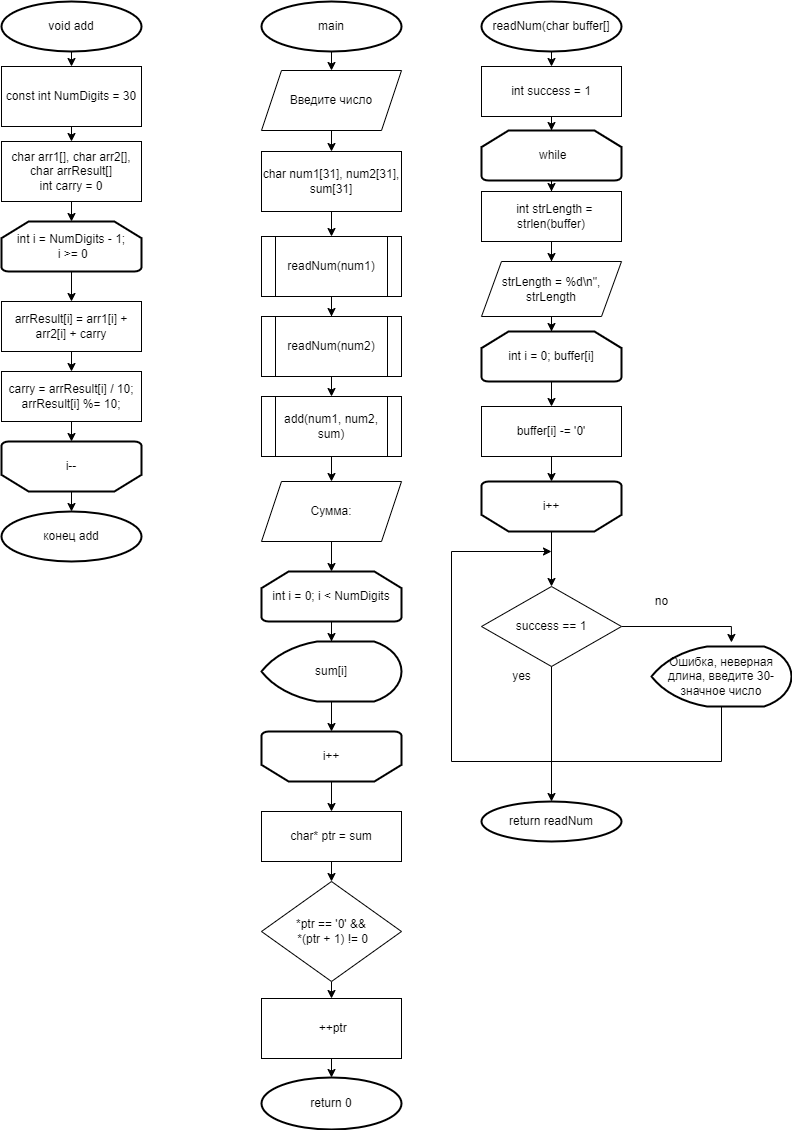 void add
const int NumDigits = 30
char arr1[], char arr2[],
char arrResult[]
int carry = 0
int i = NumDigits - 1;
i >= 0
arrResult[i] = arr1[i] +
arr2[i] + carry
carry = arrResult[i] / 10;
arrResult[i] %= 10;
i--
конец add
main
Введите число
char num1[31], num2[31],
sum[31]
readNum(num1)
readNum(num2)
add(num1, num2,
sum)
Сумма:
int i = 0; i < NumDigits
sum[i]
i++
char* ptr = sum
*ptr == '0' &&
*(ptr + 1) != 0
++ptr
return 0
readNum(char buffer[]
int success = 1
while
int strLength =
strlen(buffer)
strLength = %d\n",
strLength
int i = 0; buffer[i]
buffer[i] -= '0'
i++
success == 1
no
yes
Ошибка, неверная
длина, введите 30-
значное число
return readNum